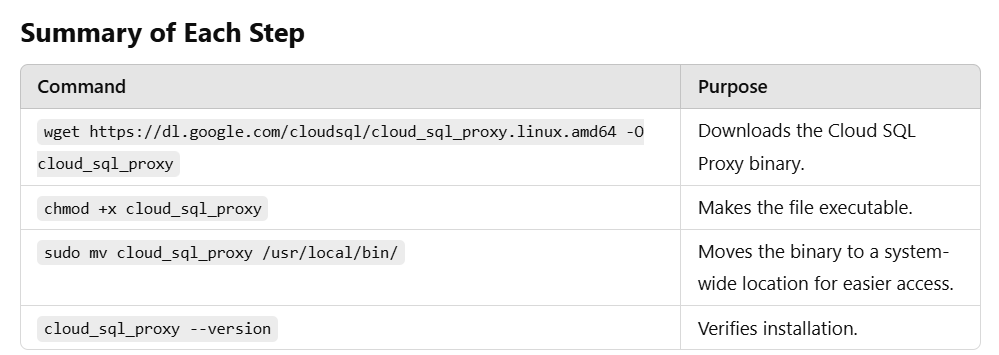 Summary of Each Step
Command
Purpose
wget https://dl.google.com/cloudsql/cloud_sql_proxy.linux.amd64 -O
cloud_sql_proxy
Downloads the Cloud SQL
Proxy binary.
chmod +x cloud_sql_proxy
Makes the file executable.
sudo mv cloud_sql_proxy /usr/local/bin/
Moves the binary to a system-
wide location for easier access.
cloud_sql_proxy --version
Verifies installation.